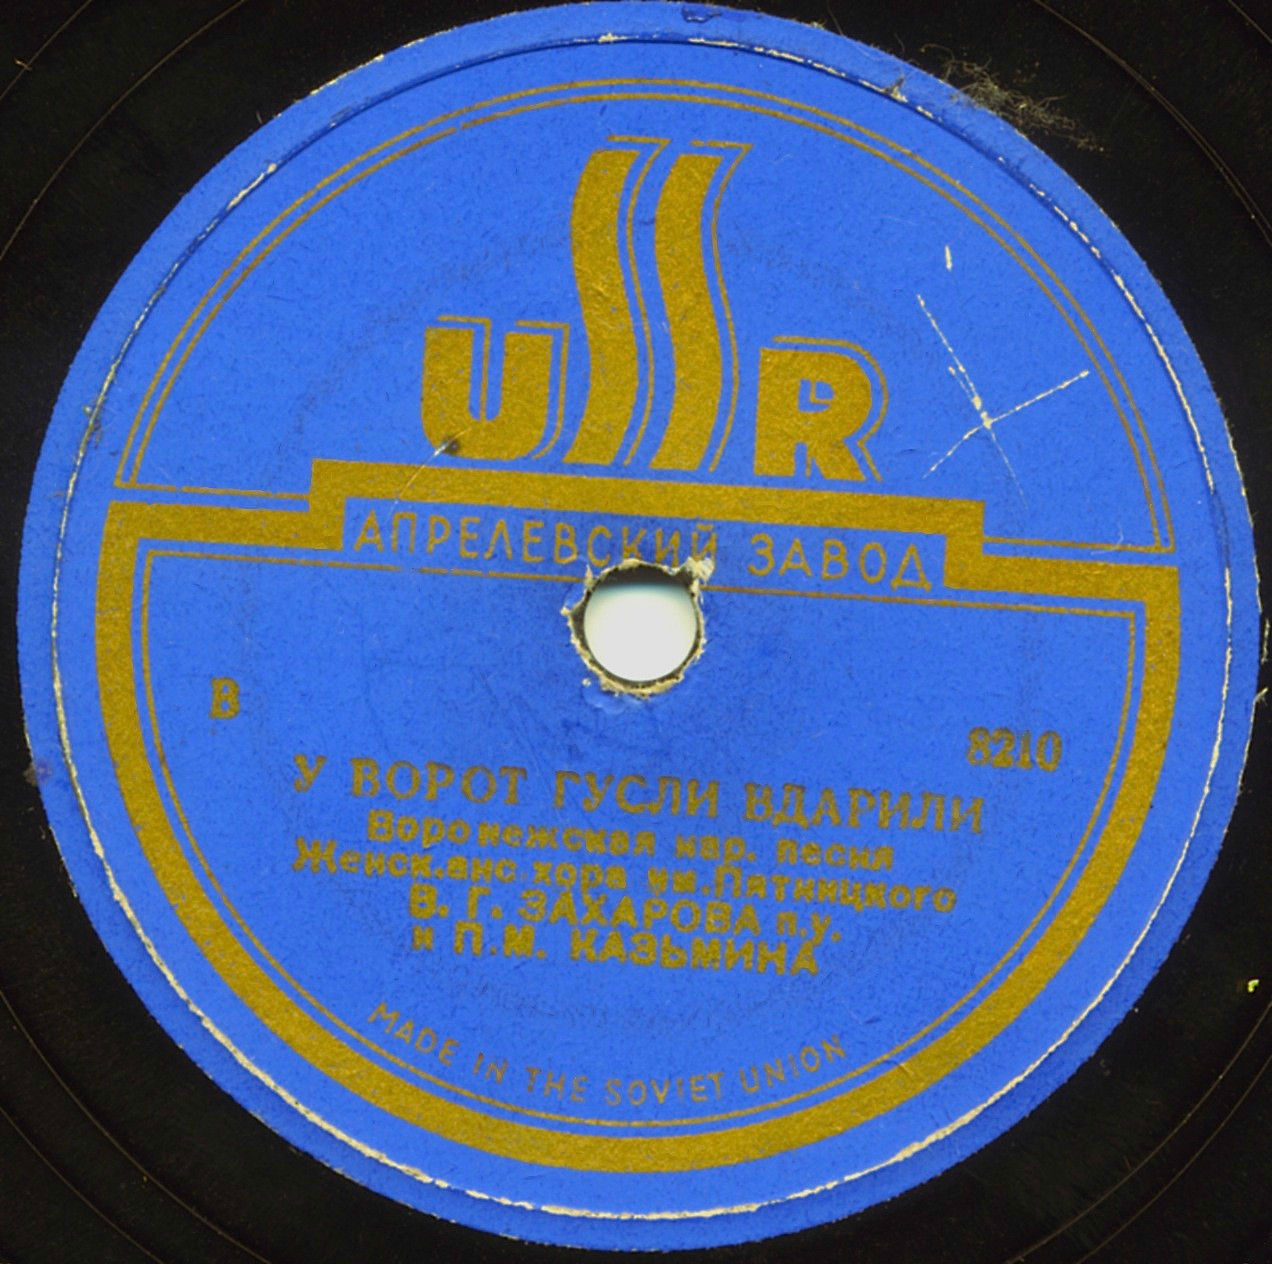 USSR
АПРЕЛЕВСКИЙ ЗАВОД
В 8210
У ВОРОТ ГУСЛИ ВДАРИЛИ
Воронежская нар. песня
Женск.анс.хора им.Пятницкого
В. Г. ЗАХАРОВА п.у.
и П.М. КАЗЬМИНА
MADE IN THE SOVIET UNION